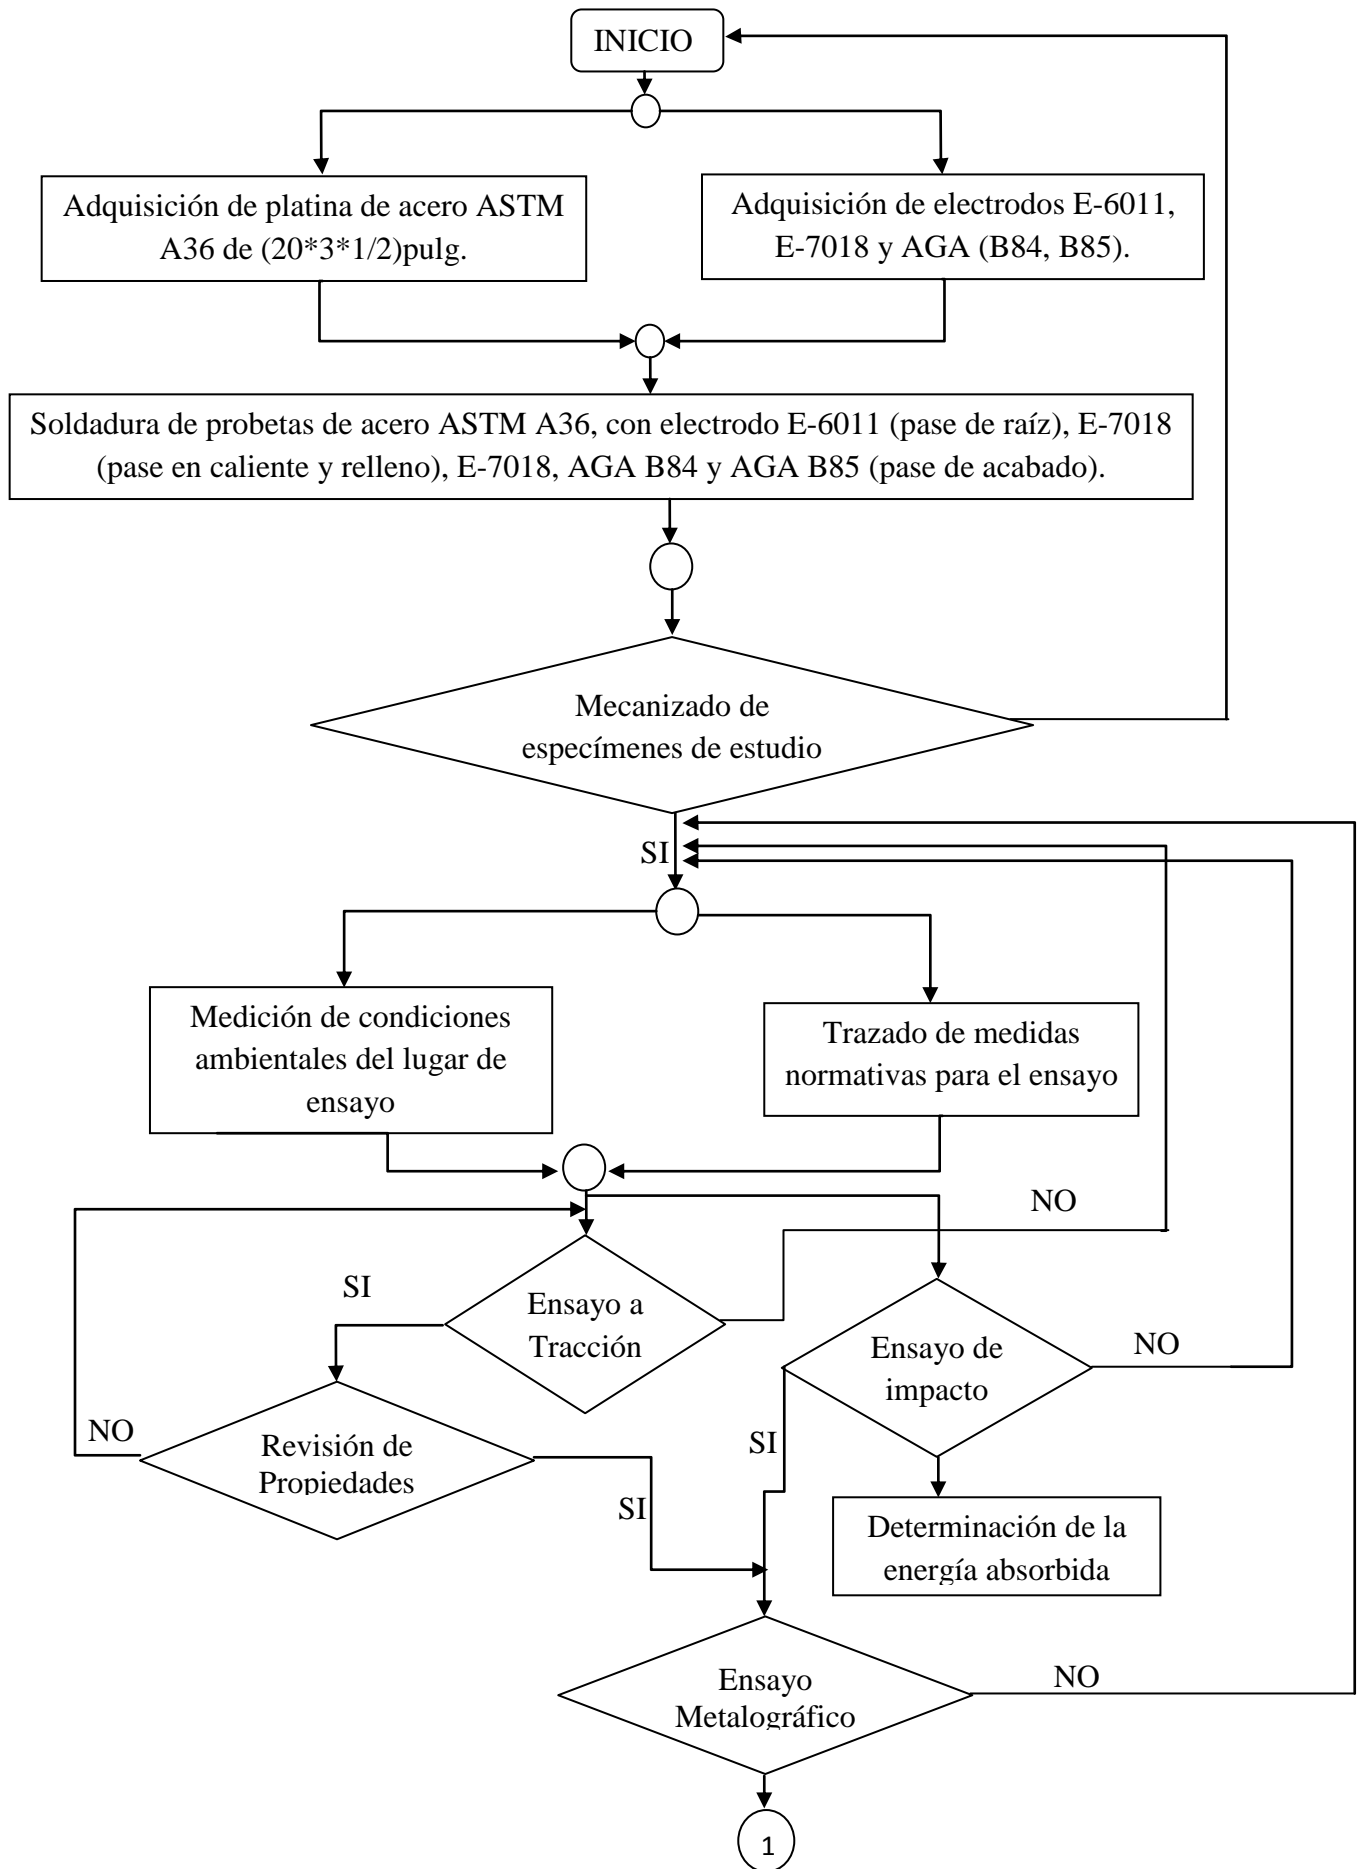 INICIO
Adquisición de platina de acero ASTM
A36 de (20*3*1/2)pulg.
Adquisición de electrodos E-6011,
E-7018 y AGA (B84, B85).
Soldadura de probetas de acero ASTM A36, con electrodo E-6011 (pase de raíz), E-7018
(pase en caliente y relleno), E-7018, AGA B84 y AGA B85 (pase de acabado).
Mecanizado de
especímenes de estudio
SI
Medición de condiciones
ambientales del lugar de
ensayo
Trazado de medidas
normativas para el ensayo
NO
SI
Ensayo a
Tracción
Ensayo de
impacto
NO
NO
Revisión de
Propiedades
SI
SI
Determinación de la
energía absorbida
Ensayo
Metalográfico
NO
1